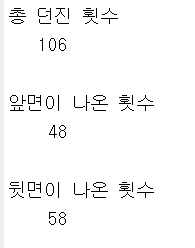 총 던진 횟수
106
앞면이 나온 횟수
48
뒷면이 나온 횟수
58